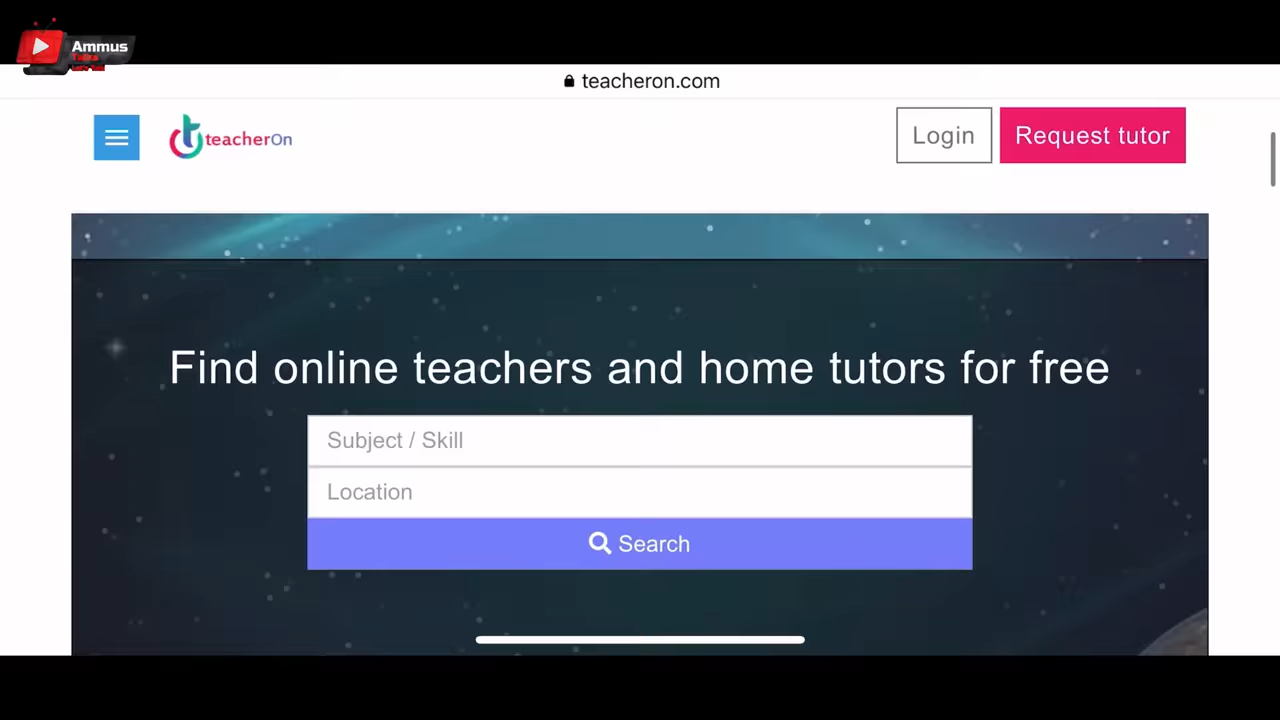 Ammus
teacheron.com
teacherOn
Login
Request tutor
Find online teachers and home tutors for free
Subject / Skill
Location
Search